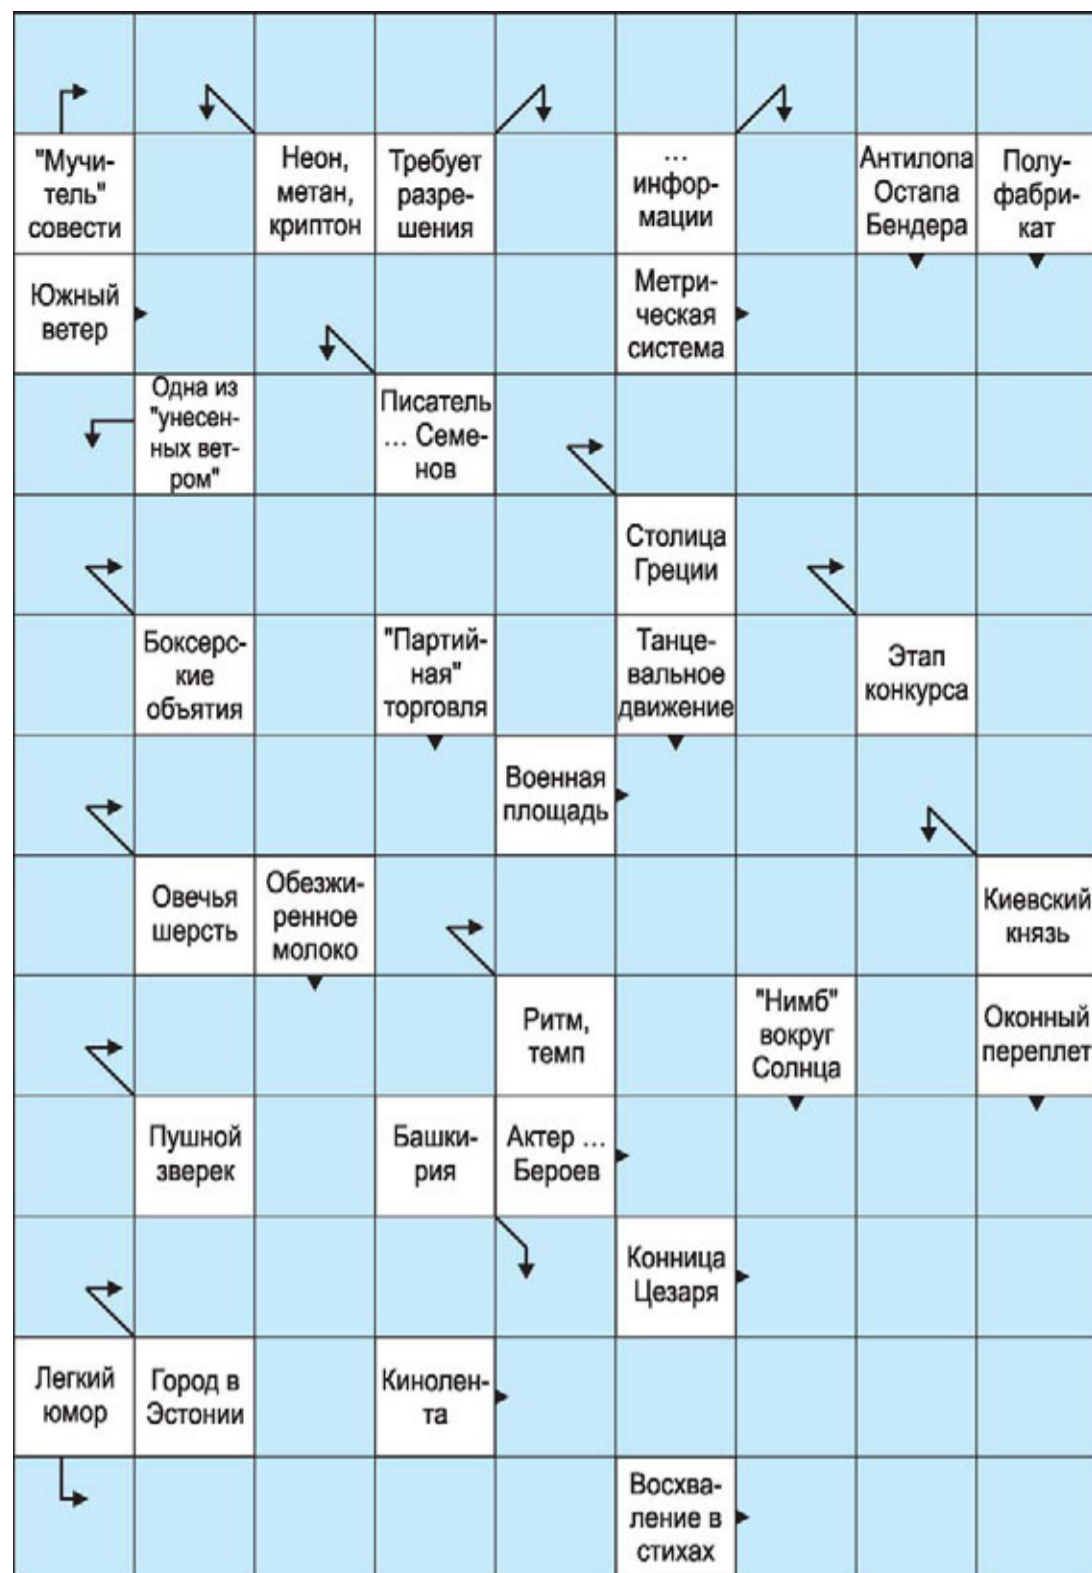 "Мучи-
тель"
совести
Неон,
метан,
криптон
Требует
разре-
шения
...
инфор-
мации
Антилопа
Остапа
Бендера
Полу-
фабри-
кат
Южный
ветер
Метри-
ческая
система
Одна из
"унесен-
ных вет-
ром"
Писатель
... Семе-
нов
Столица
Греции
Боксерс-
кие
объятия
"Партий-
ная"
торговля
Танце-
вальное
движение
Этап
конкурса
Военная
площадь
Овечья
шерсть
Обезжи-
ренное
молоко
Киевский
князь
Ритм,
темп
"Нимб"
вокруг
Солнца
Оконный
переплет
Пушной
зверек
Башки-
рия
Актер ...
Бероев
Конница
Цезаря
Легкий
юмор
Город в
Эстонии
Кинолен-
та
Восхва-
ление в
стихах